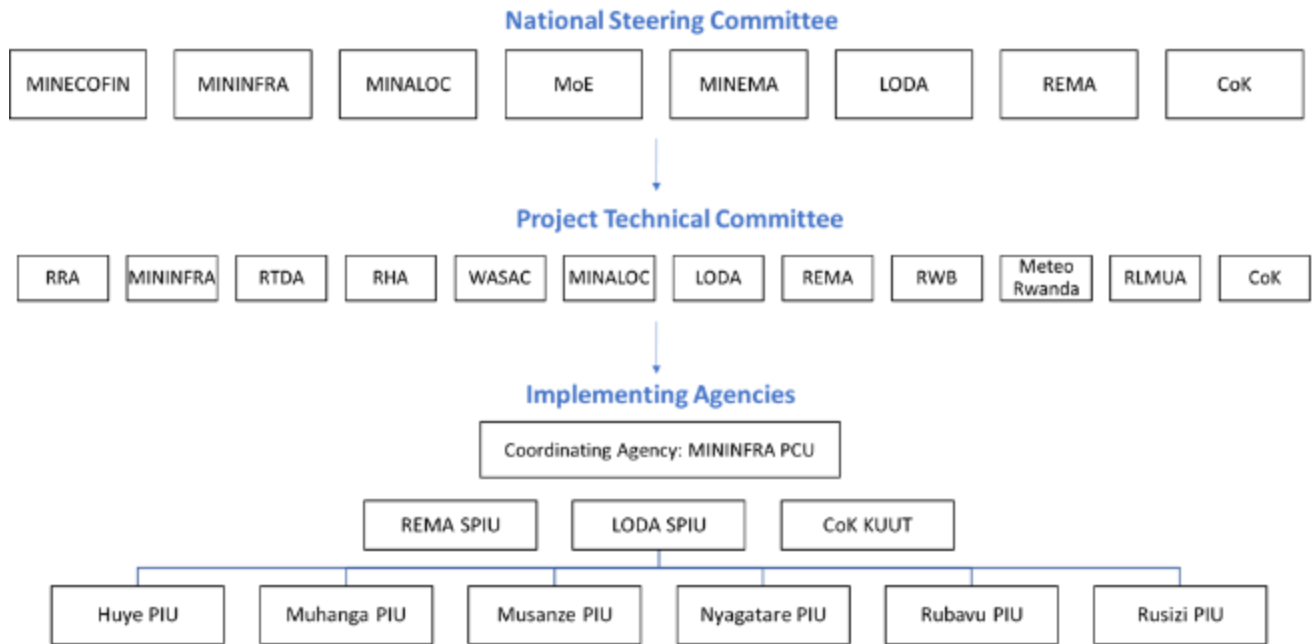 National Steering Committee
MINECOFIN
MININFRA
MINALOC
MoE
MINEMA
LODA
REMA
CoK
Project Technical Committee
RRA
MININFRA
RTDA
RHA
WASAC
MINALOC
LODA
REMA
RWB
Meteo
Rwanda
RLMUA
CoK
Implementing Agencies
Coordinating Agency: MININFRA PCU
REMA SPIU
LODA SPIU
CoK KUUT
Huye PIU
Muhanga PIU
Musanze PIU
Nyagatare PIU
Rubavu PIU
Rusizi PIU